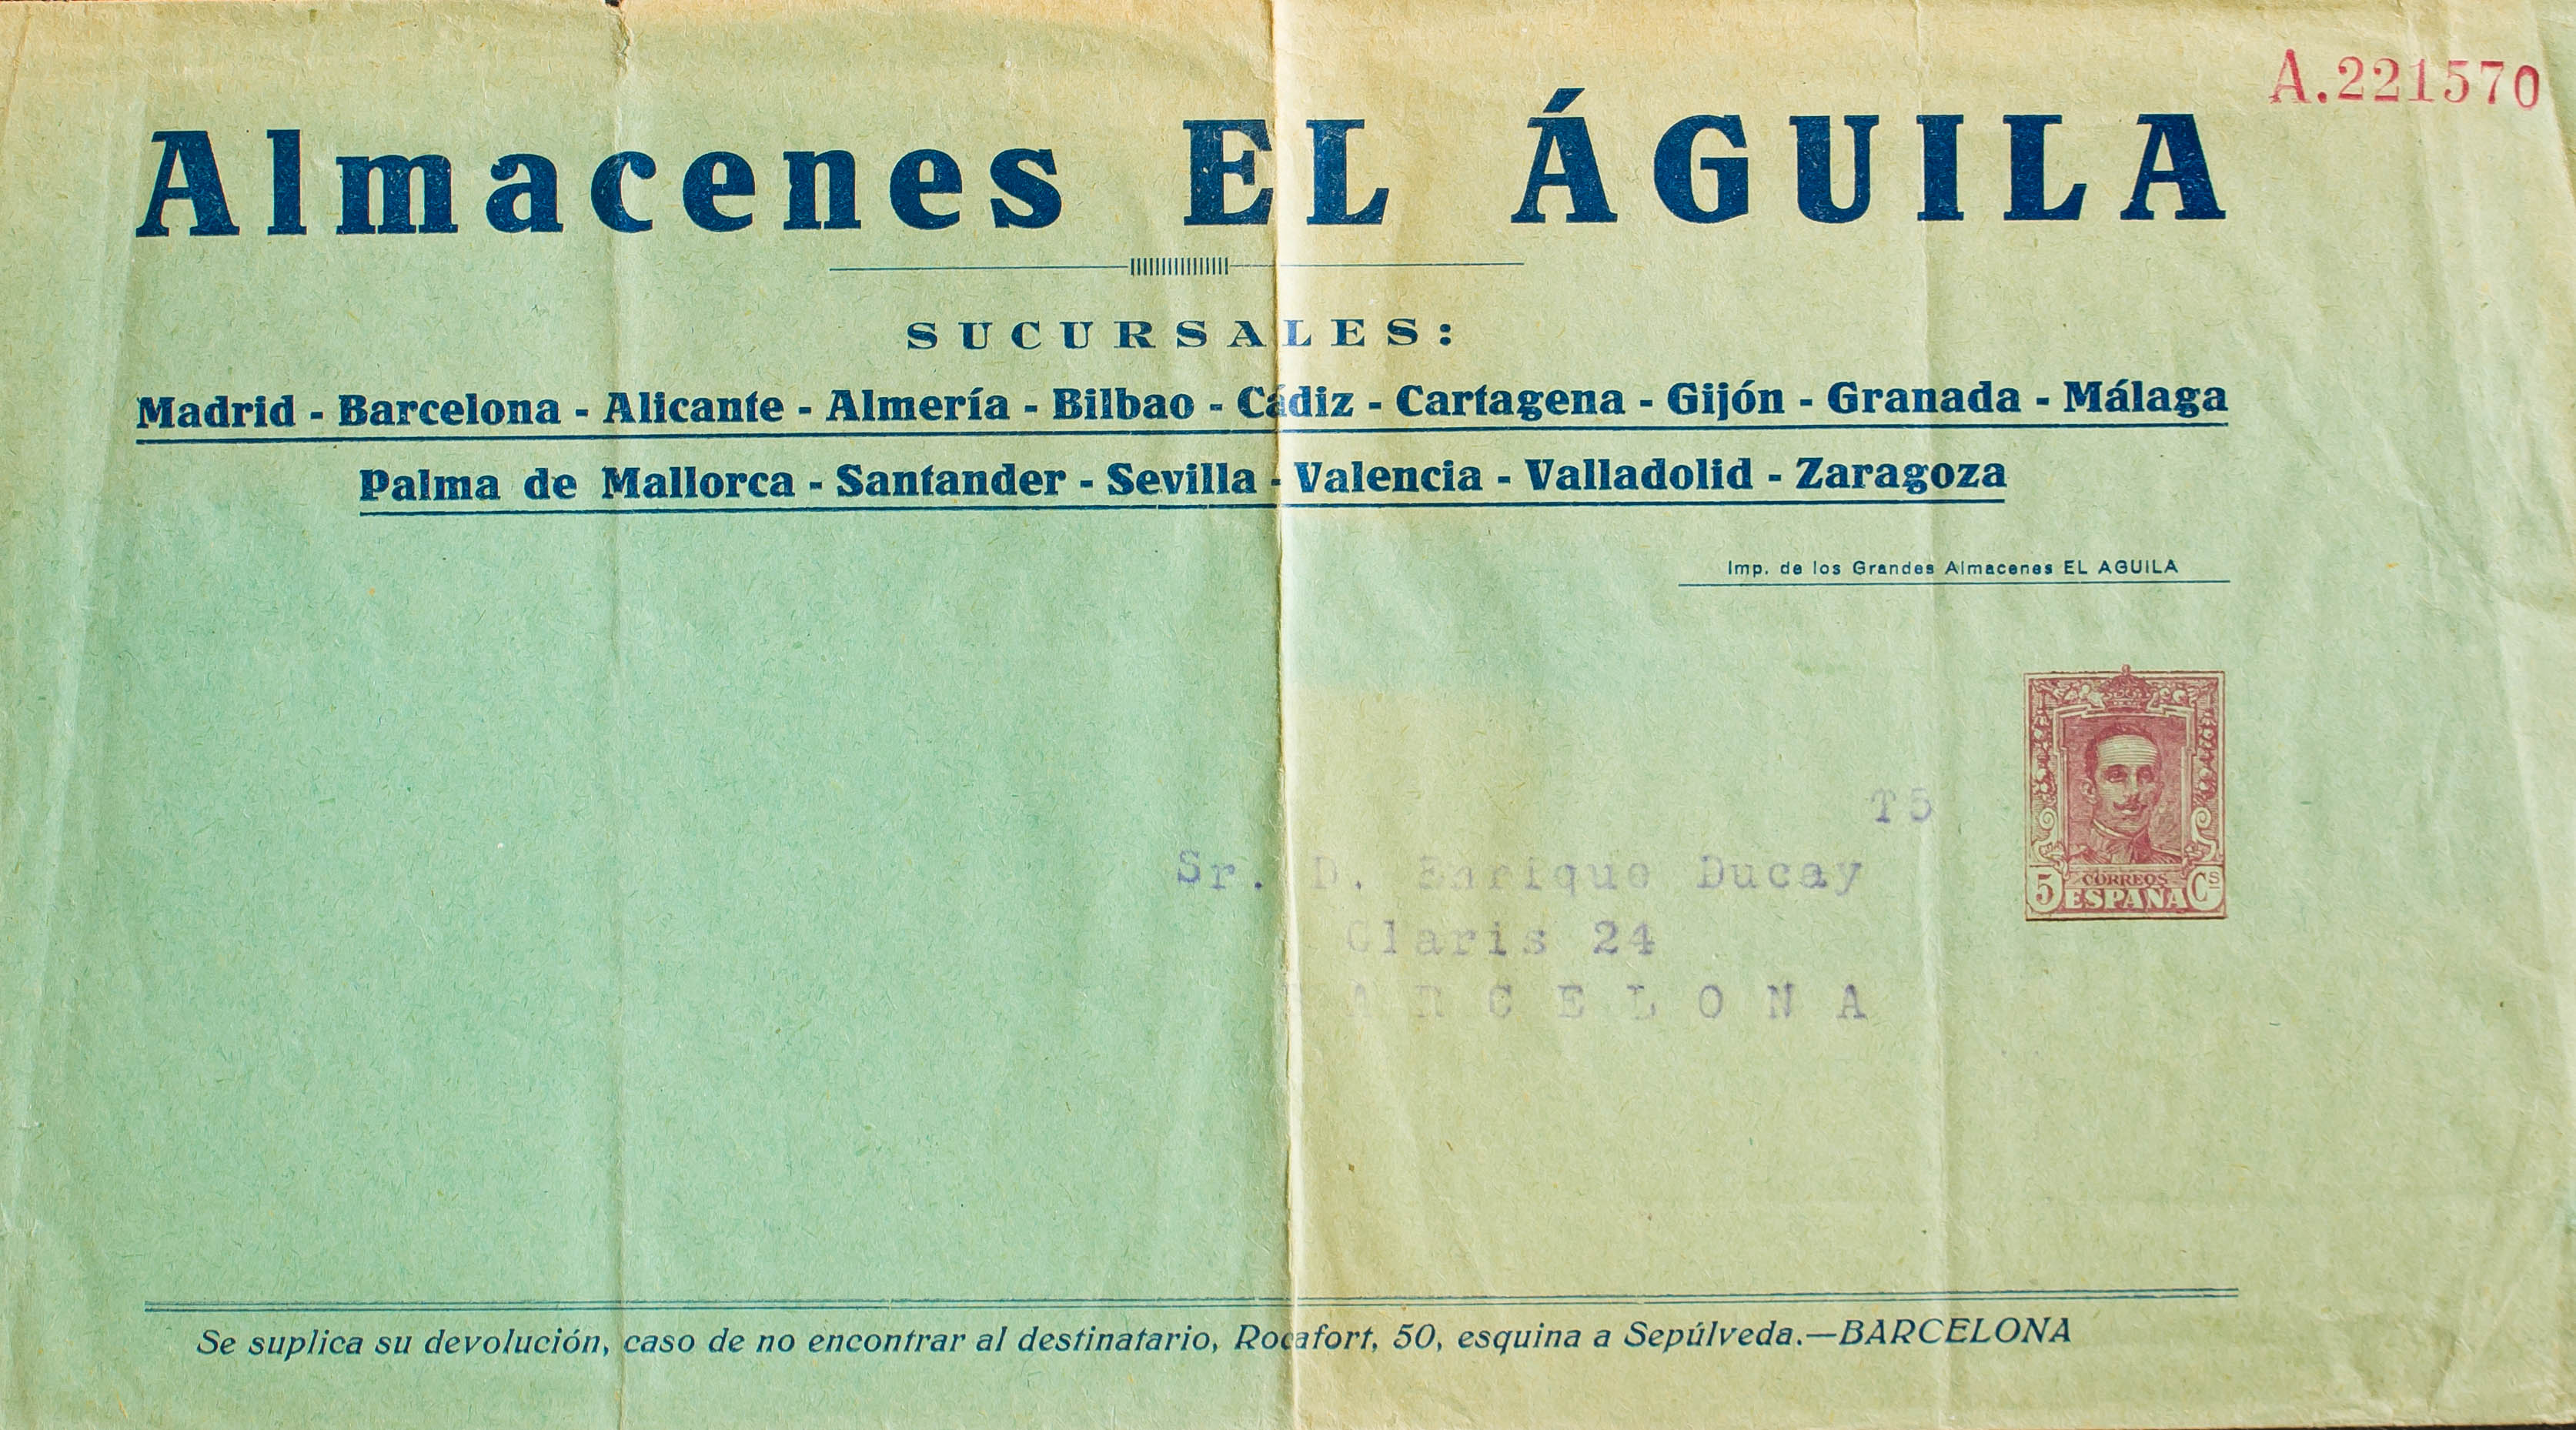 A.221570
Almacenes EL ÁGUILA
SUCURSALES:
Madrid - Barcelona - Alicante - Almería - Bilbao - Cádiz - Cartagena - Gijón - Granada - Málaga
Palma de Mallorca - Santander - Sevilla - Valencia - Valladolid - Zaragoza
Imp. de los Grandes Almacenes EL AGUILA
T5
Sr. D. Enrique Ducay
Claris 24
BARCELONA
5 CORREOS Cs
ESPAÑA
Se suplica su devolución, caso de no encontrar al destinatario, Rocafort, 50, esquina a Sepúlveda.—BARCELONA